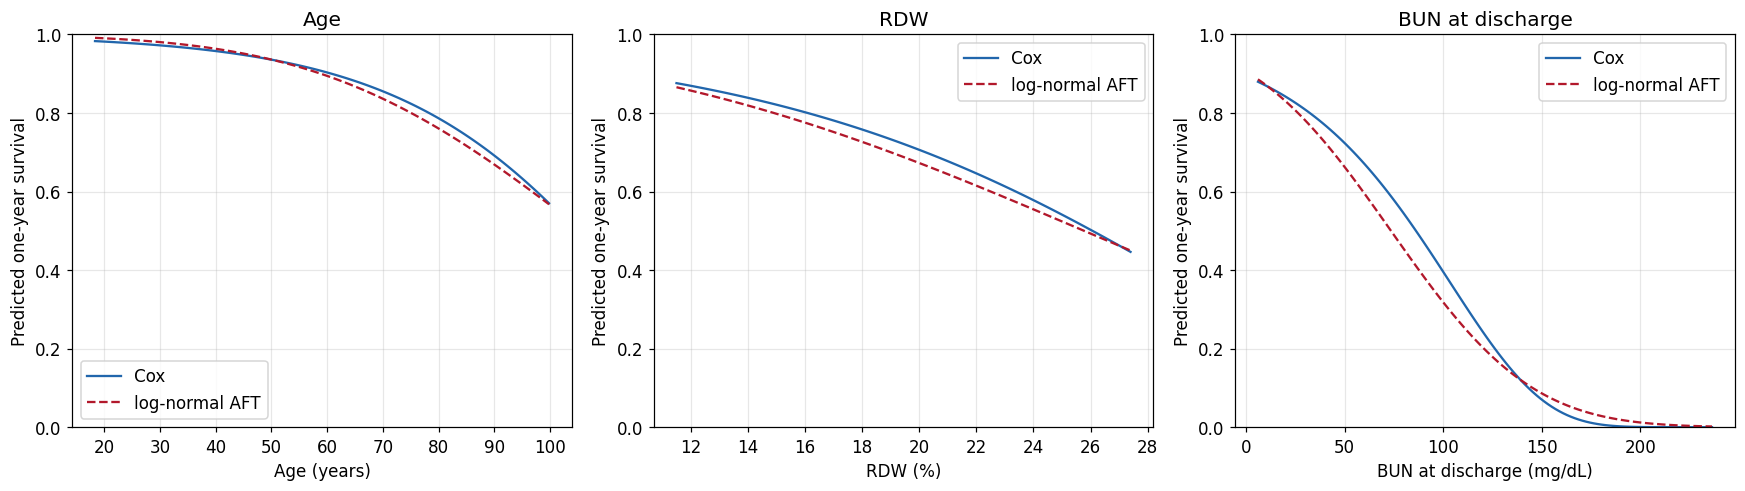 Age
Predicted one-year survival
1.0
0.8
0.6
0.4
0.2
0.0
Cox
log-normal AFT
20 30 40 50 60 70 80 90 100
Age (years)
RDW
Predicted one-year survival
1.0
0.8
0.6
0.4
0.2
0.0
Cox
log-normal AFT
12 14 16 18 20 22 24 26 28
RDW (%)
BUN at discharge
Predicted one-year survival
1.0
0.8
0.6
0.4
0.2
0.0
Cox
log-normal AFT
0 50 100 150 200
BUN at discharge (mg/dL)